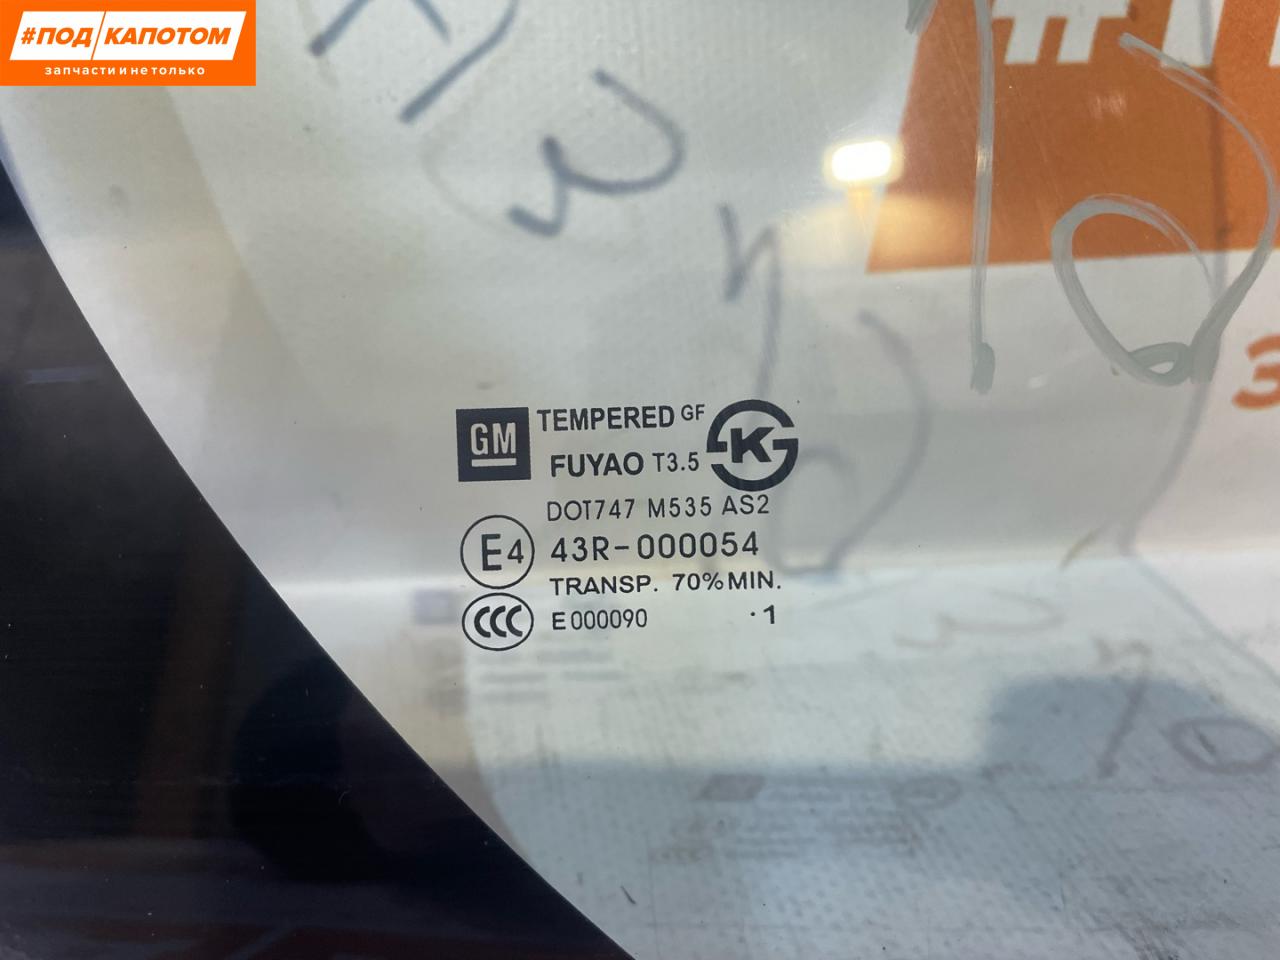 #ПОД КАПОТОМ
запчасти и не только
GM TEMPERED GF
FUYAO T3.5 K
DOT747 M535 AS2
E4 43R-000054
TRANSP. 70% MIN.
CCC E000090 · 1